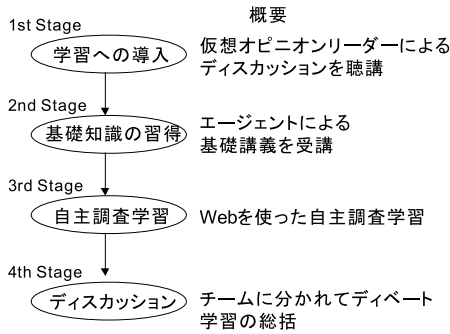 概要
1st Stage
学習への導入
仮想オピニオンリーダーによる
ディスカッションを聴講
2nd Stage
基礎知識の習得
エージェントによる
基礎講義を受講
3rd Stage
自主調査学習
Webを使った自主調査学習
4th Stage
ディスカッション
チームに分かれてディベート
学習の総括